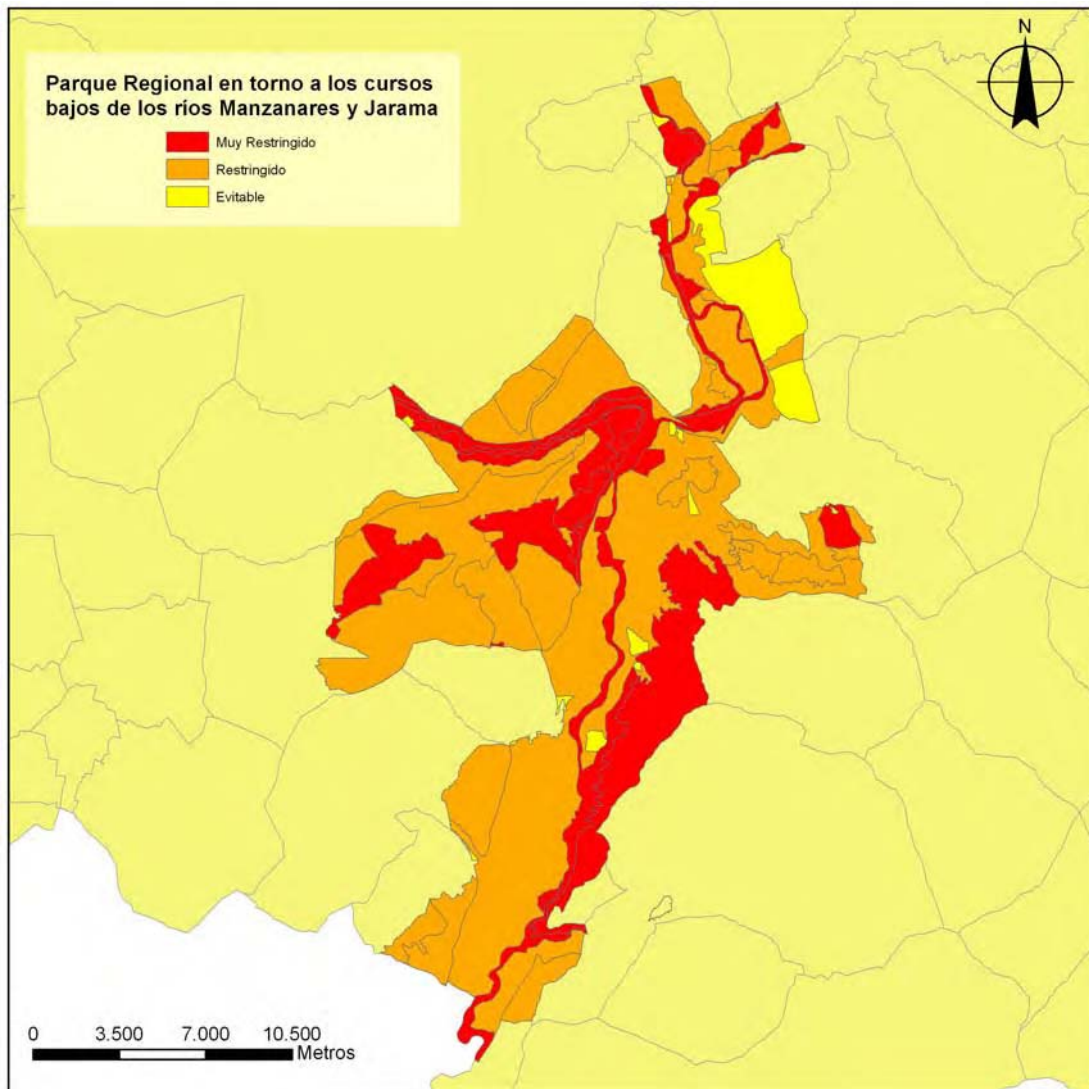 N
Parque Regional en torno a los cursos
bajos de los ríos Manzanares y Jarama
Muy Restringido
Restringido
Evitable
0 3.500 7.000 10.500
Metros